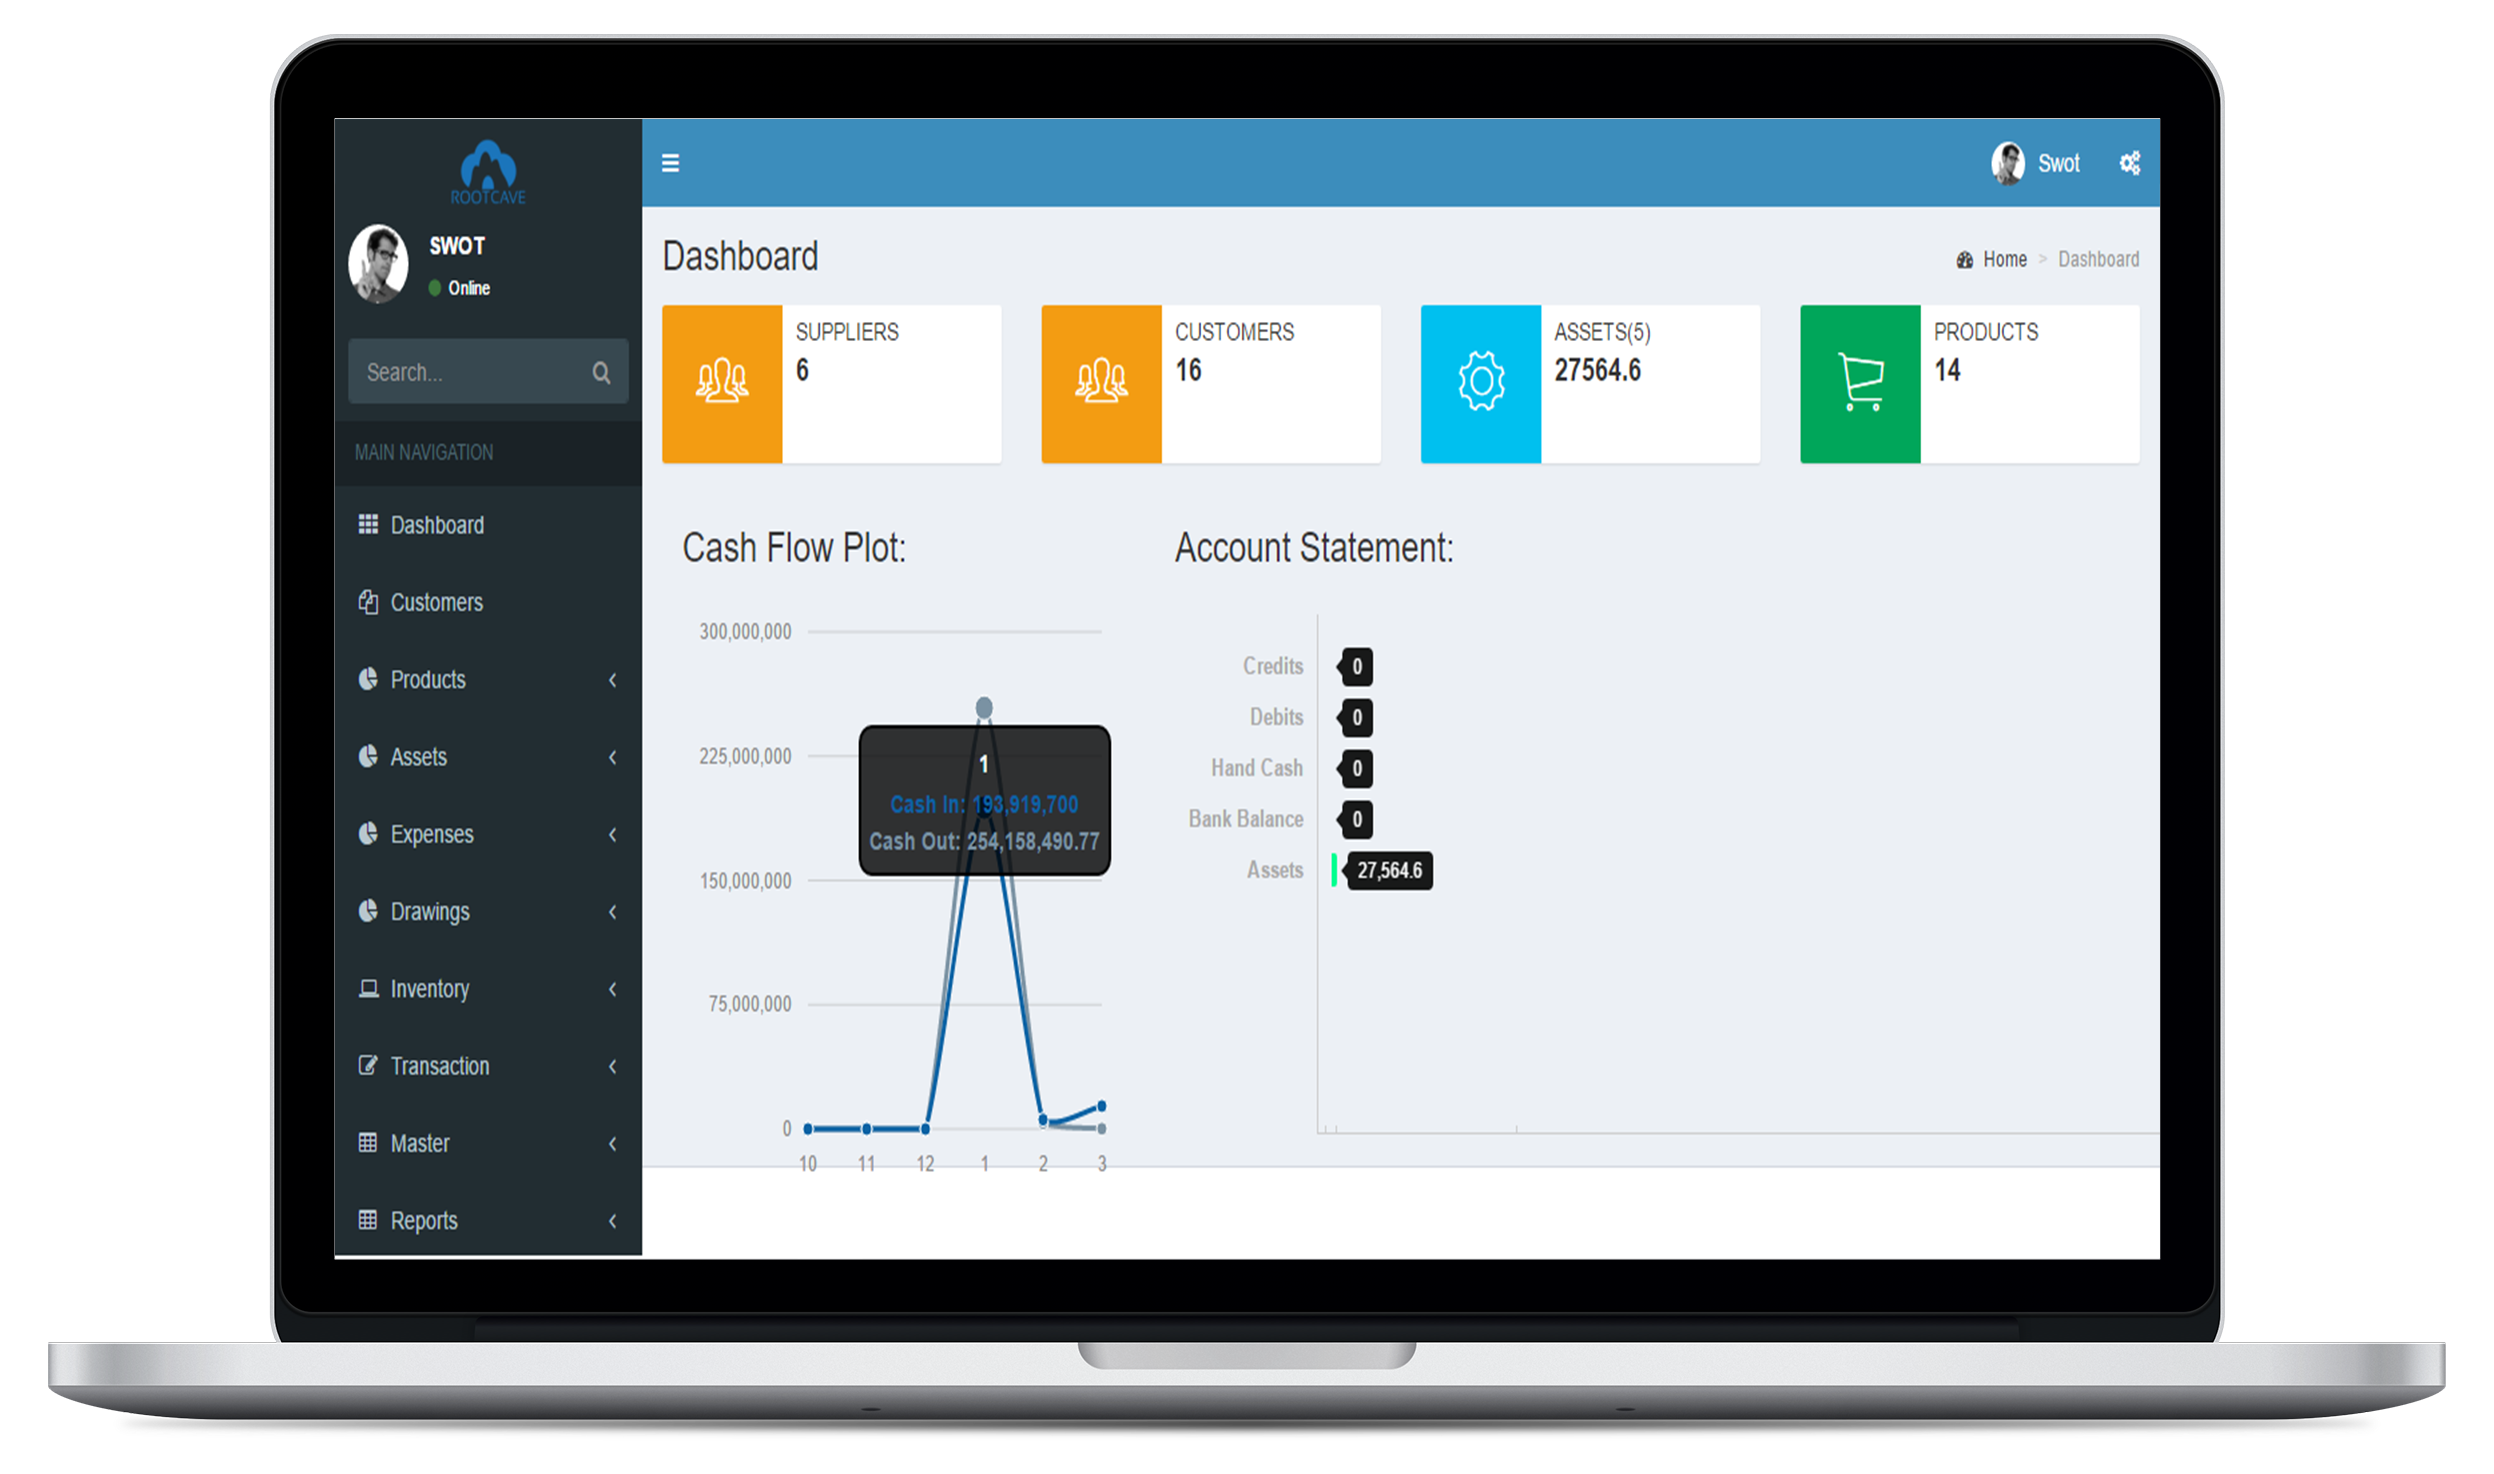 ROOTCAVE
SWOT
Online
Search...
MAIN NAVIGATION
Dashboard
Customers
Products
Assets
Expenses
Drawings
Inventory
Transaction
Master
Reports
Swot
Dashboard
Home > Dashboard
SUPPLIERS
6
CUSTOMERS
16
ASSETS(5)
27564.6
PRODUCTS
14
Cash Flow Plot:
300,000,000
225,000,000
150,000,000
75,000,000
0
10 11 12 1 2 3
1
Cash In: 193,919,700
Cash Out: 254,158,490.77
Account Statement:
Credits 0
Debits 0
Hand Cash 0
Bank Balance 0
Assets 27,564.6